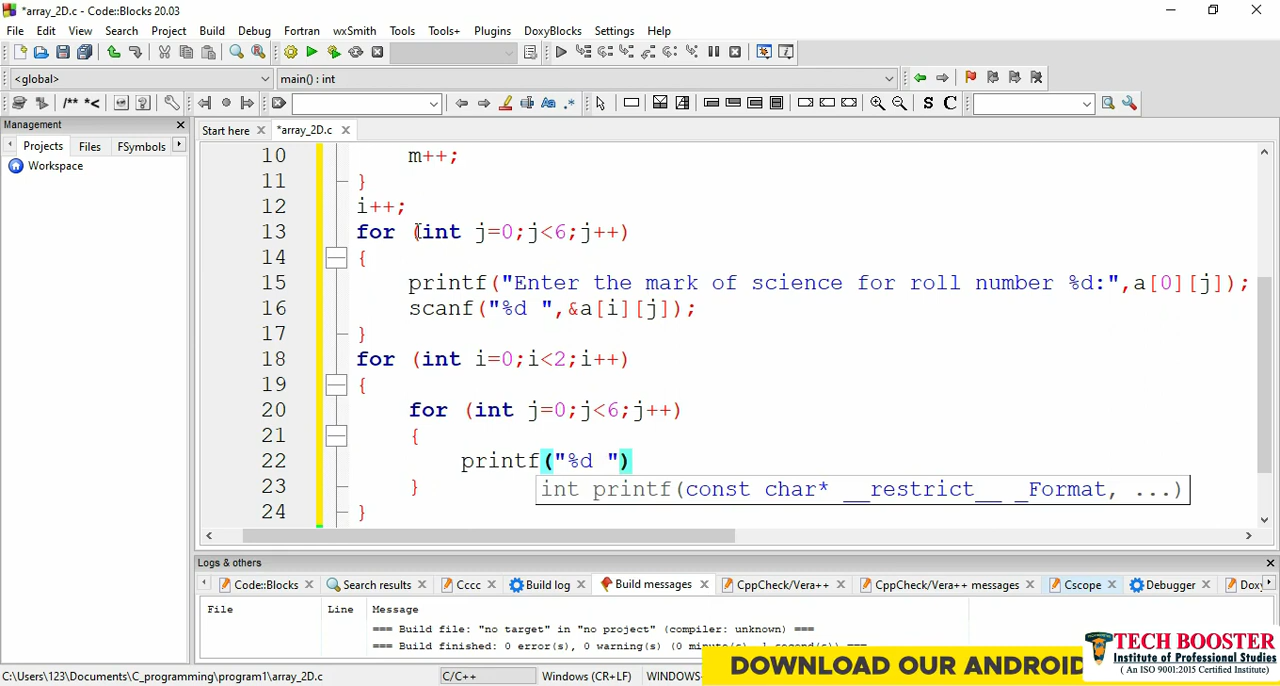 *array_2D.c - Code::Blocks 20.03
File Edit View Search Project Build Debug Fortran wxSmith Tools Tools+ Plugins DoxyBlocks Settings Help
<global> main() : int
/** *<
S C
Management
Start here *array_2D.c
Projects Files FSymbols
Workspace
10 m++;
11 }
12 i++;
13 for (int j=0;j<6;j++)
14 {
15 printf("Enter the mark of science for roll number %d:",a[0][j]);
16 scanf("%d ",&a[i][j]);
17 }
18 for (int i=0;i<2;i++)
19 {
20 for (int j=0;j<6;j++)
21 {
22 printf("%d ")
23 }
int printf(const char* __restrict__ _Format, ...)
24 }
Logs & others
Code::Blocks Search results Cccc Build log Build messages CppCheck/Vera++ CppCheck/Vera++ messages Cscope Debugger Doxy
File Line Message
=== Build file: "no target" in "no project" (compiler: unknown) ===
=== Build finished: 0 error(s), 0 warning(s) (0 minute(s), 1 second(s)) ===
DOWNLOAD OUR ANDROID
TECH BOOSTER
Institute of Professional Studies
( An ISO 9001:2015 Certified Institute)
C:\Users\123\Documents\C_programming\program1\array_2D.c C/C++ Windows (CR+LF) WINDOWS-